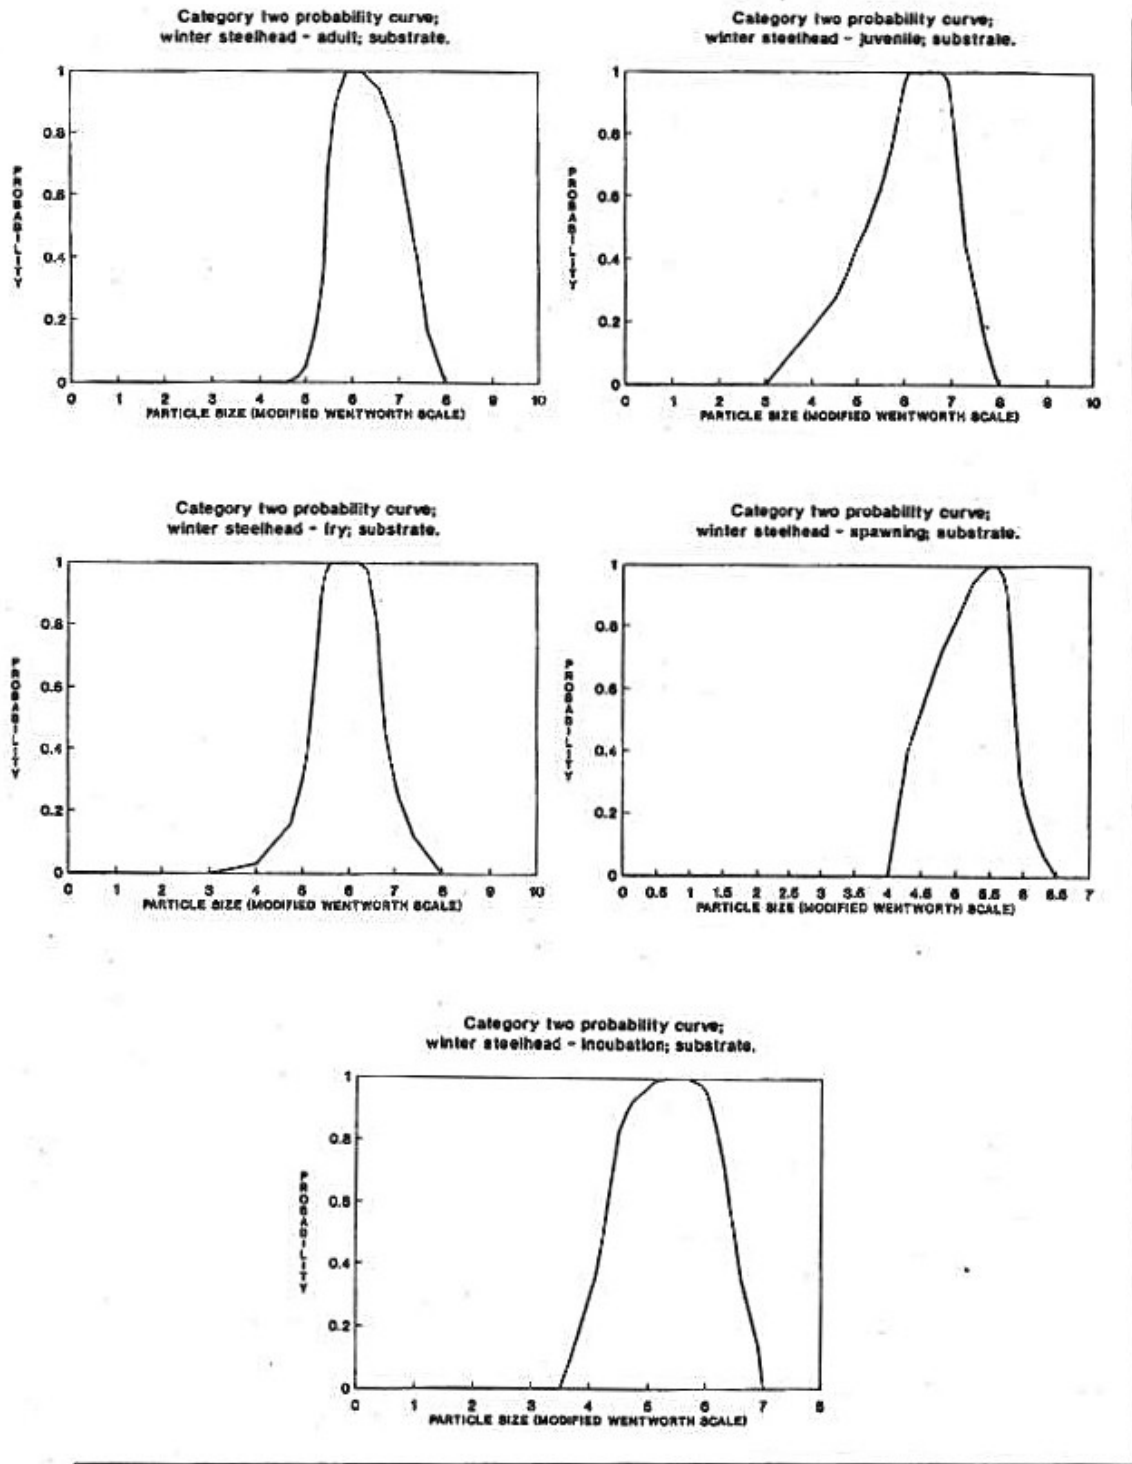 Category two probability curve;
winter steelhead - adult; substrate.
1
0.8
0.6
0.4
0.2
0
PROBABILITY
0 1 2 3 4 5 6 7 8 9 10
PARTICLE SIZE (MODIFIED WENTWORTH SCALE)
Category two probability curve;
winter steelhead - juvenile; substrate.
1
0.8
0.6
0.4
0.2
0
PROBABILITY
0 1 2 3 4 5 6 7 8 9 10
PARTICLE SIZE (MODIFIED WENTWORTH SCALE)
Category two probability curve;
winter steelhead - fry; substrate.
1
0.8
0.6
0.4
0.2
0
PROBABILITY
0 1 2 3 4 5 6 7 8 9 10
PARTICLE SIZE (MODIFIED WENTWORTH SCALE)
Category two probability curve;
winter steelhead - spawning; substrate.
1
0.8
0.6
0.4
0.2
0
PROBABILITY
0 0.5 1 1.5 2 2.5 3 3.5 4 4.5 5 5.5 6 6.5 7
PARTICLE SIZE (MODIFIED WENTWORTH SCALE)
Category two probability curve;
winter steelhead - incubation; substrate.
1
0.8
0.6
0.4
0.2
0
PROBABILITY
0 1 2 3 4 5 6 7 8
PARTICLE SIZE (MODIFIED WENTWORTH SCALE)